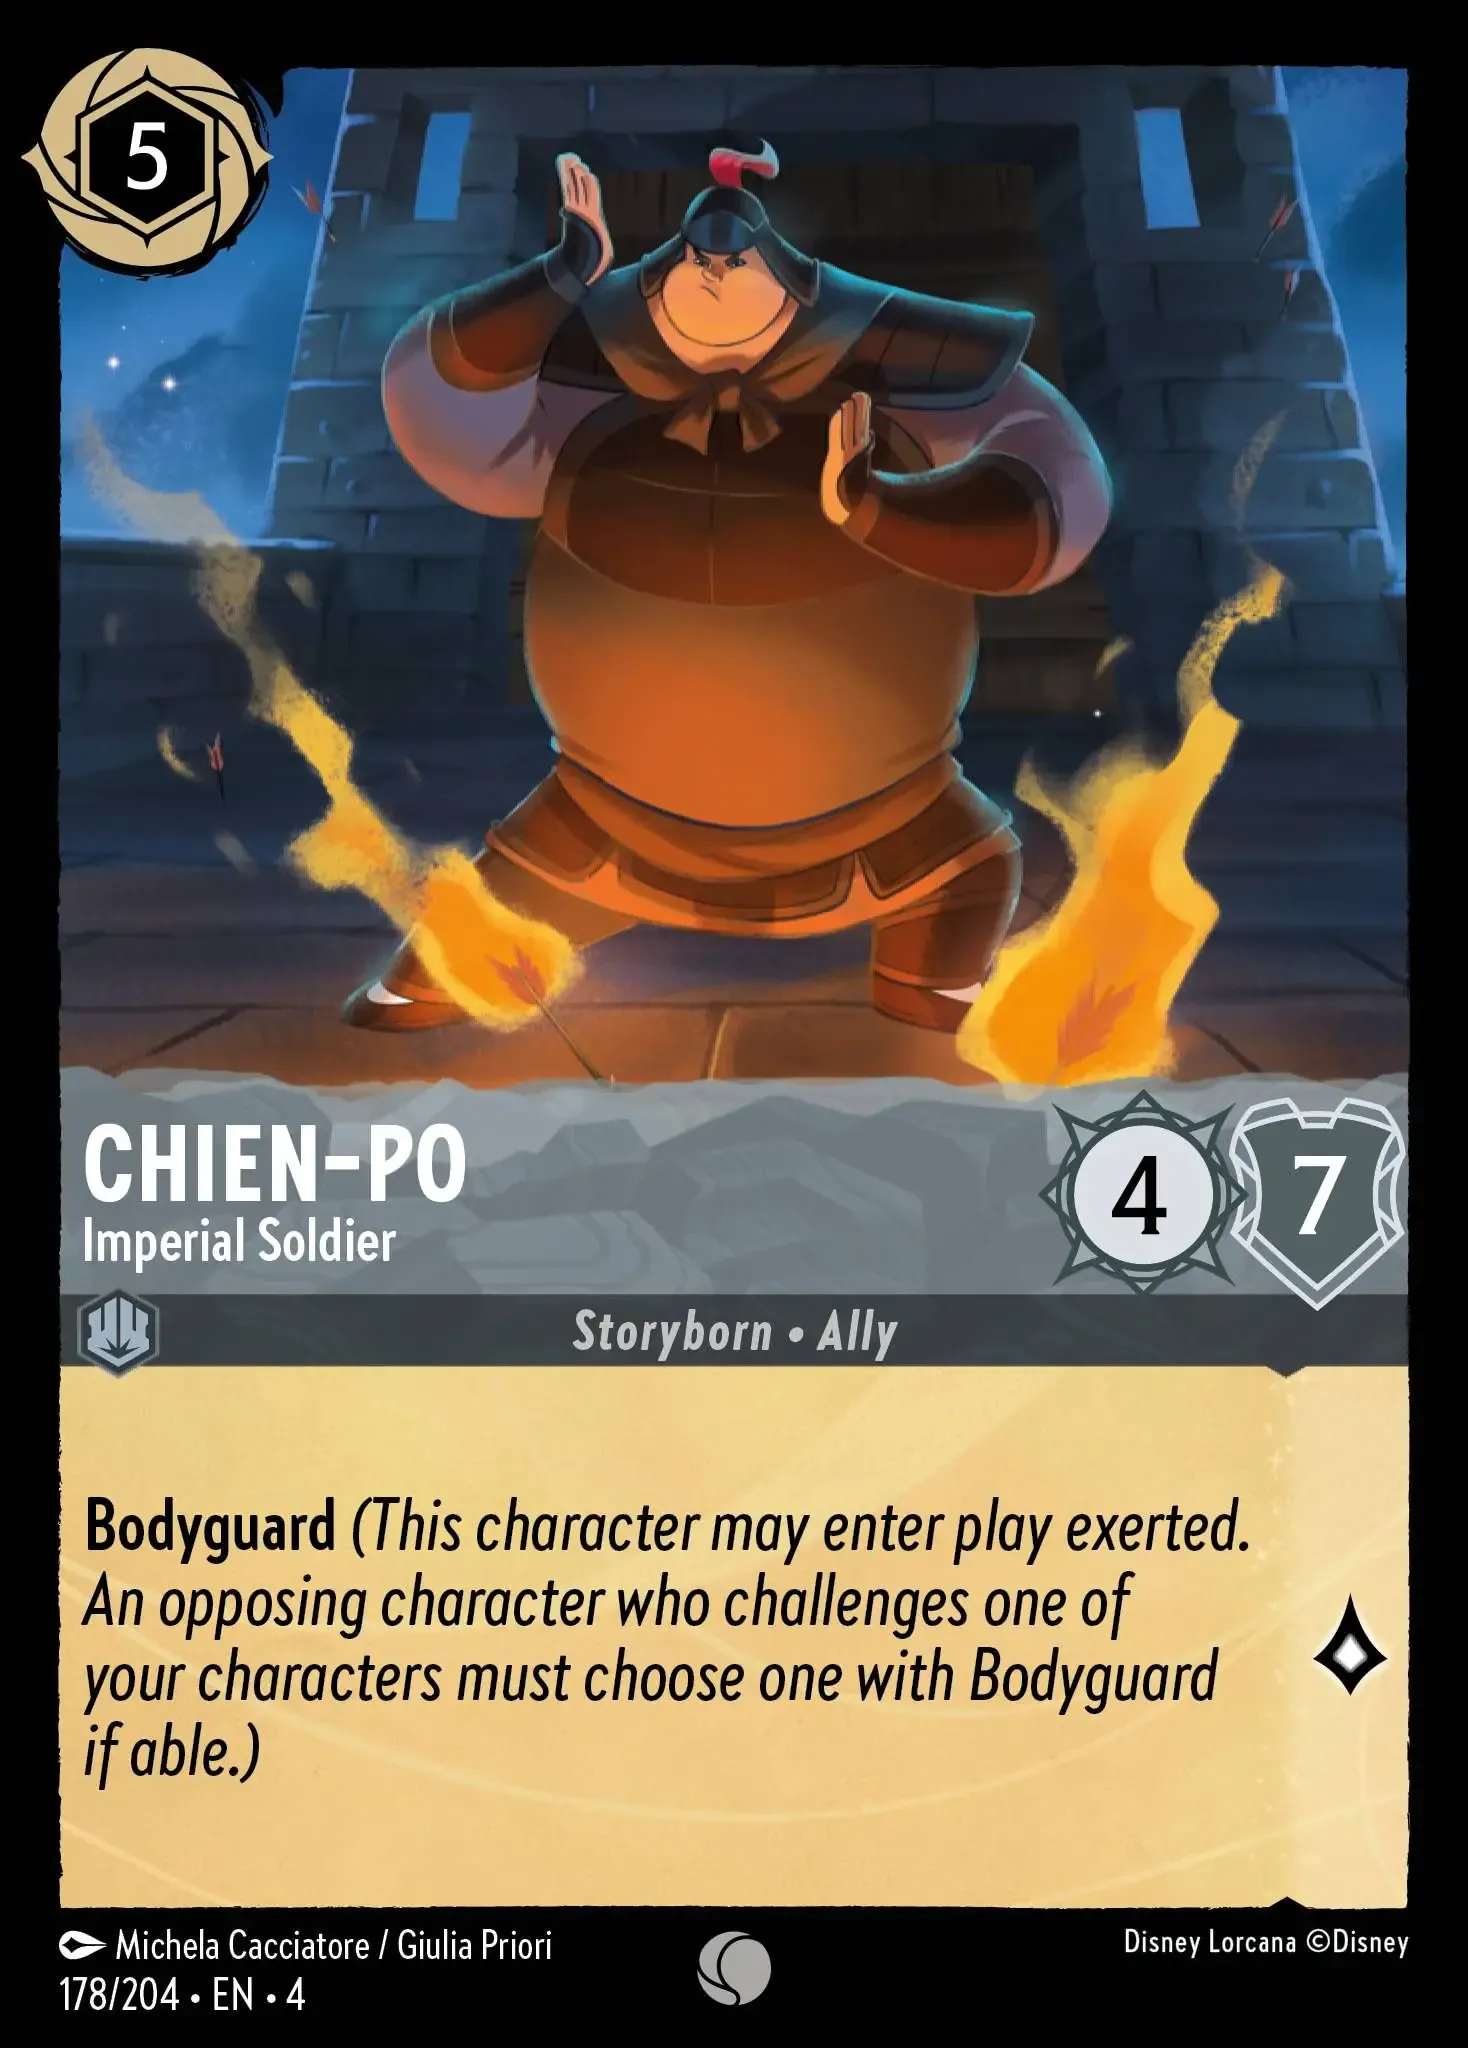 5
CHIEN-PO
Imperial Soldier
4
7
Storyborn • Ally
Bodyguard (This character may enter play exerted.
An opposing character who challenges one of
your characters must choose one with Bodyguard
if able.)
Michela Cacciatore / Giulia Priori
Disney Lorcana ©Disney
178/204 • EN • 4